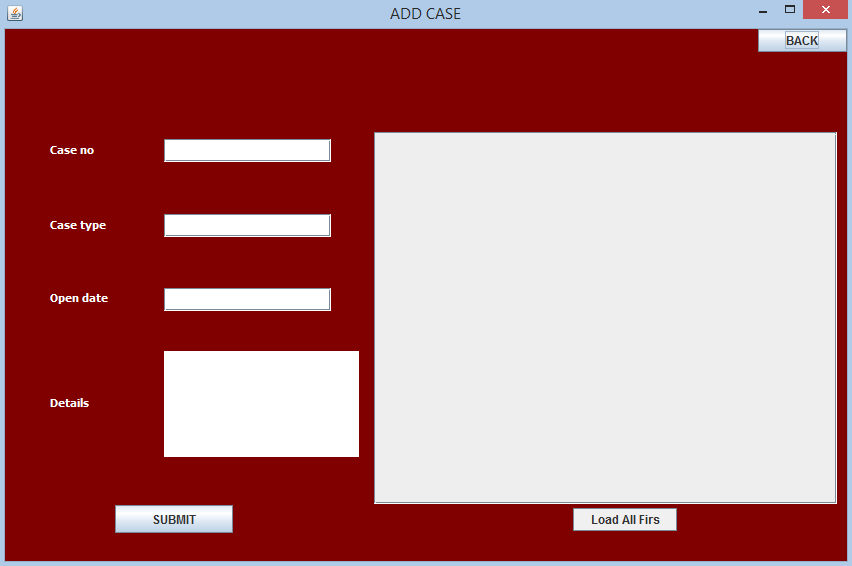 ADD CASE
BACK
Case no
Case type
Open date
Details
SUBMIT
Load All Firs